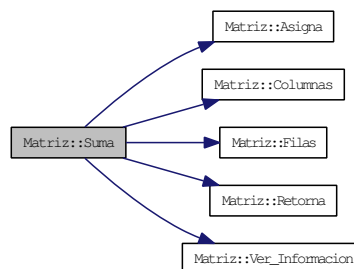 Matriz::Asigna
Matriz::Columnas
Matriz::Suma
Matriz::Filas
Matriz::Retorna
Matriz::Ver_Informacion